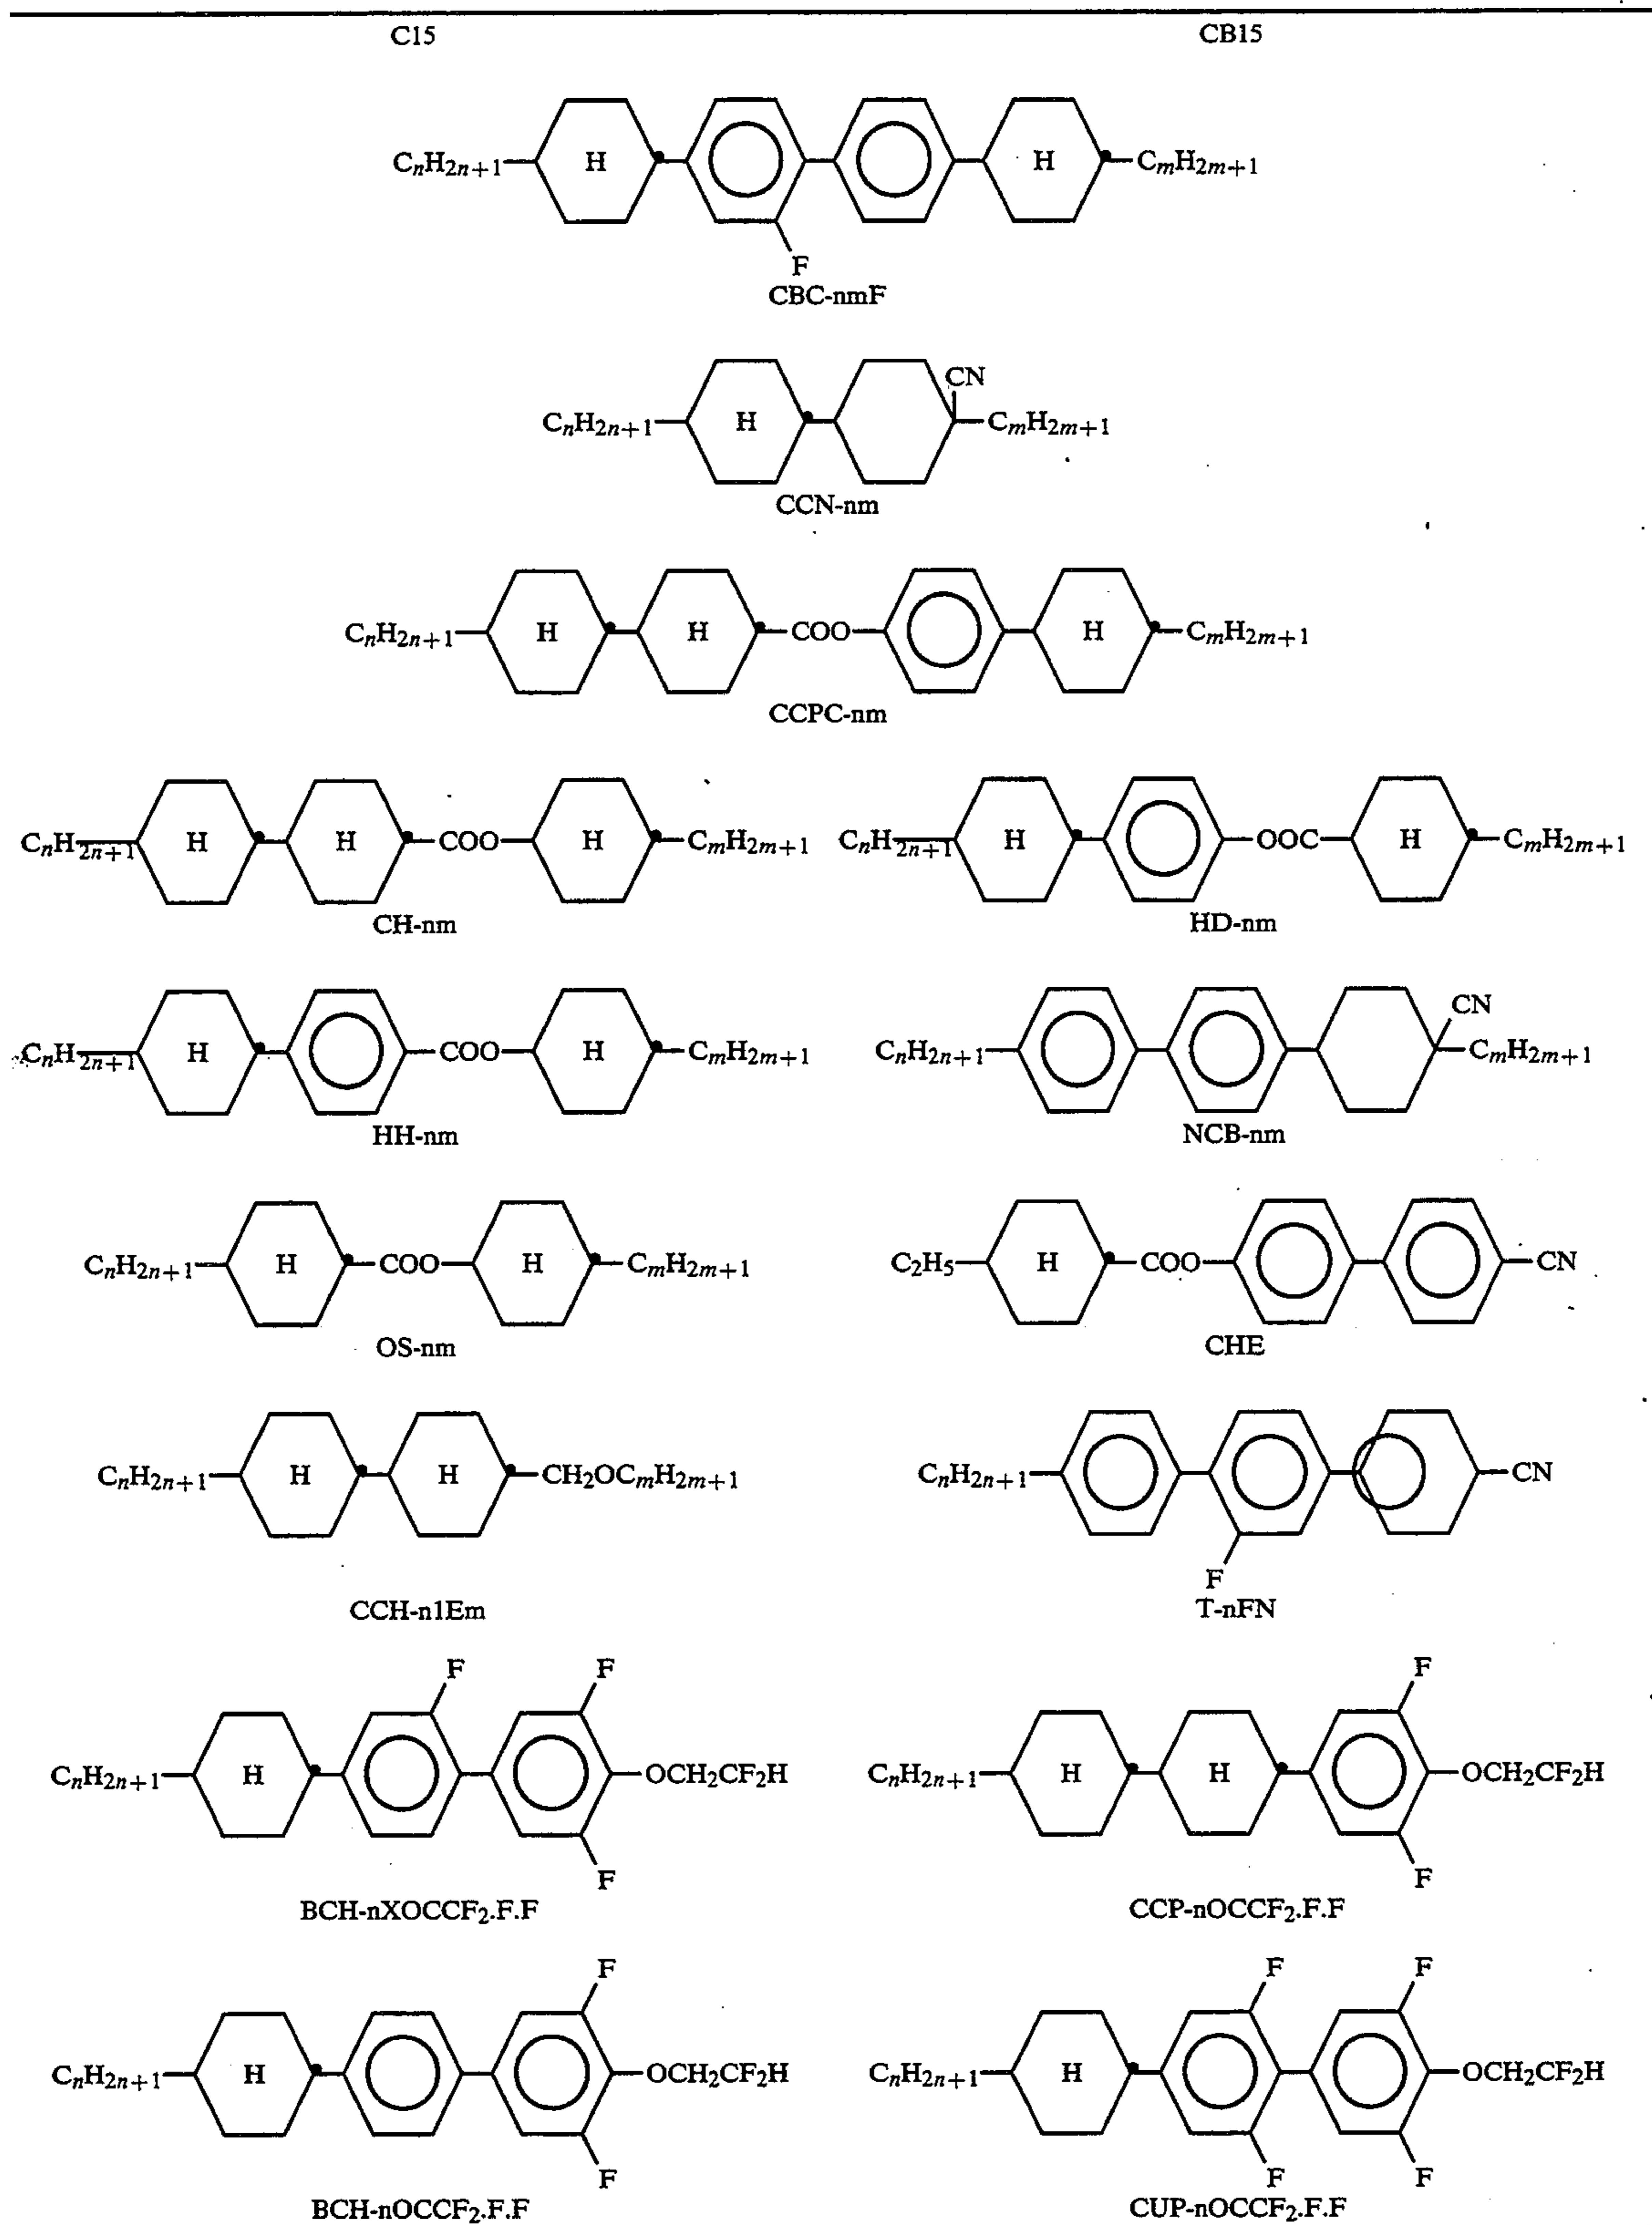 C15 CB15
CnH2n+1 H H CmH2m+1
F
CBC-nmF
CN
CnH2n+1 H CmH2m+1
CCN-nm
CnH2n+1 H H COO H CmH2m+1
CCPC-nm
CnH2n+1 H H COO H CmH2m+1
CH-nm
CnH2n+1 H OOC H CmH2m+1
HD-nm
CnH2n+1 H COO H CmH2m+1
HH-nm
CN
CnH2n+1 CmH2m+1
NCB-nm
CnH2n+1 H COO H CmH2m+1
OS-nm
C2H5 H COO CN
CHE
CnH2n+1 H H CH2OCmH2m+1
CCH-n1Em
CnH2n+1 CN
F
T-nFN
F F
CnH2n+1 H OCH2CF2H
F
BCH-nXOCCF2.F.F
F
CnH2n+1 H H OCH2CF2H
F
CCP-nOCCF2.F.F
F
CnH2n+1 H OCH2CF2H
F
BCH-nOCCF2.F.F
F F
CnH2n+1 H OCH2CF2H
F F
CUP-nOCCF2.F.F